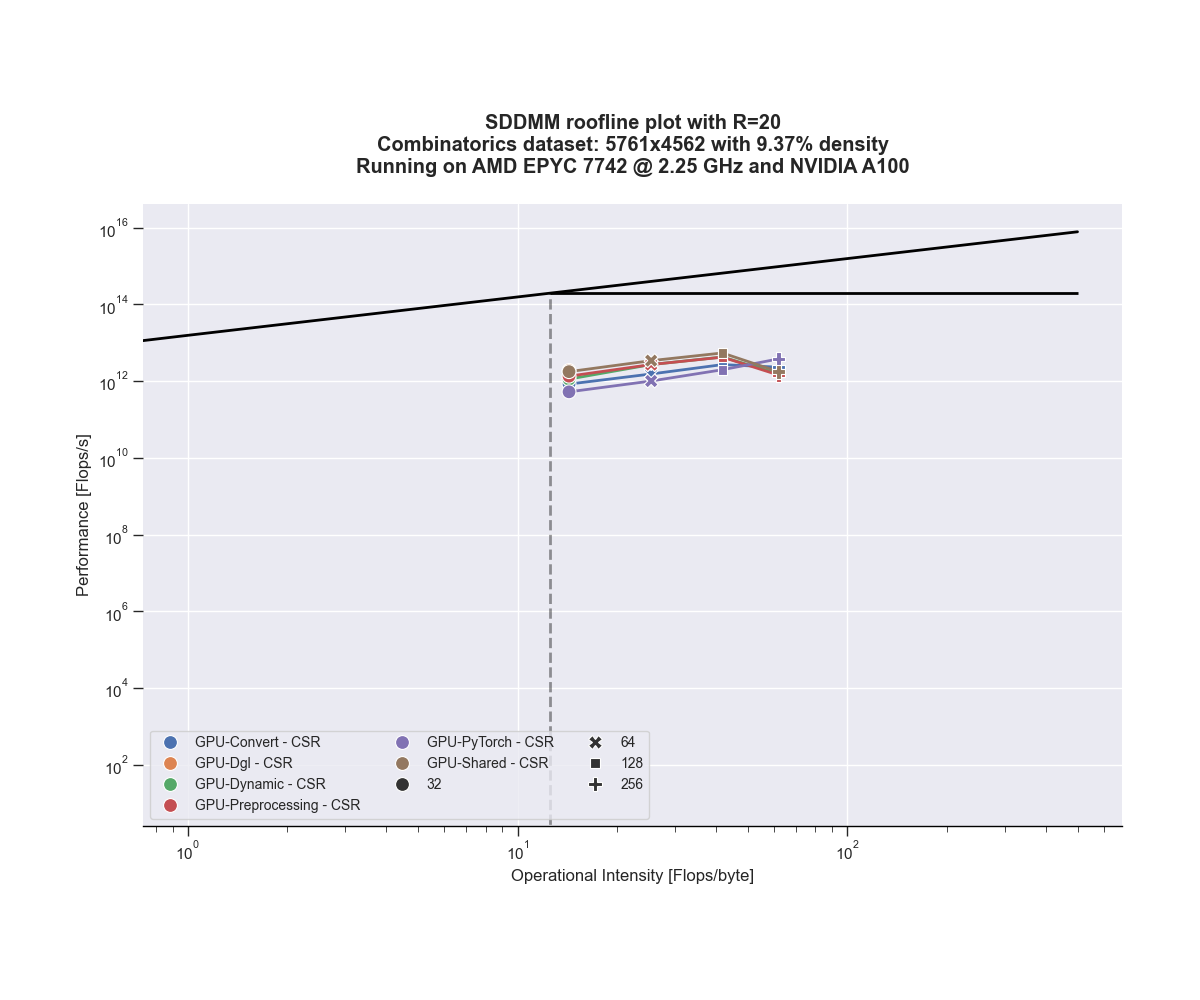 SDDMM roofline plot with R=20
Combinatorics dataset: 5761x4562 with 9.37% density
Running on AMD EPYC 7742 @ 2.25 GHz and NVIDIA A100
Performance [Flops/s]
10^16
10^14
10^12
10^10
10^8
10^6
10^4
10^2
GPU-Convert - CSR
GPU-Dgl - CSR
GPU-Dynamic - CSR
GPU-Preprocessing - CSR
GPU-PyTorch - CSR
GPU-Shared - CSR
32
64
128
256
10^0
10^1
10^2
Operational Intensity [Flops/byte]